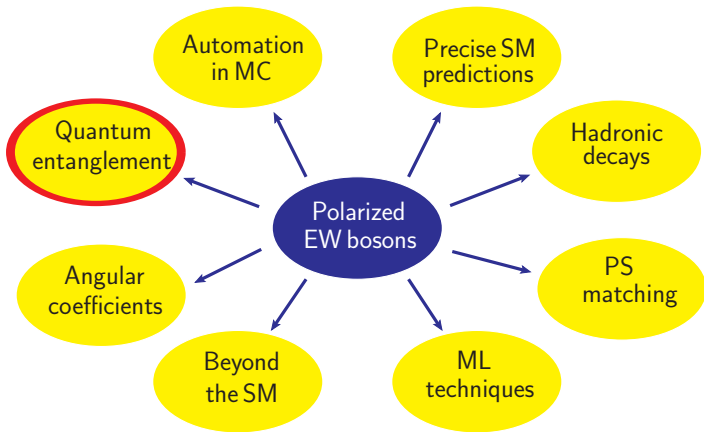 Automation
in MC
Precise SM
predictions
Quantum
entanglement
Hadronic
decays
Polarized
EW bosons
Angular
coefficients
PS
matching
Beyond
the SM
ML
techniques